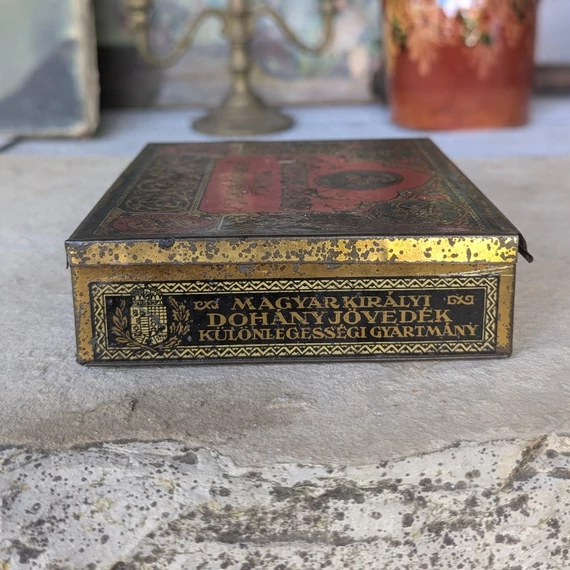 MAGYAR KIRÁLYI
DOHÁNYJÖVEDÉK
KÜLÖNLEGESSÉGI GYÁRTMÁNY